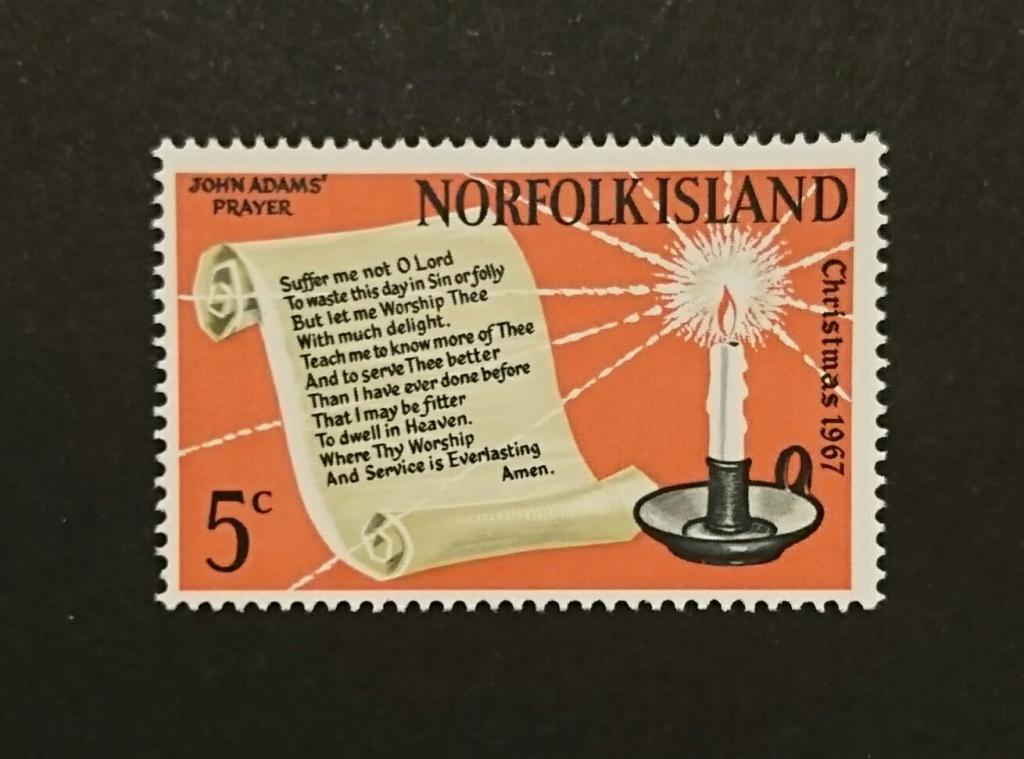 JOHN ADAMS'
PRAYER
NORFOLK ISLAND
Suffer me not O Lord
To waste this day in Sin or folly
But let me Worship Thee
With much delight.
Teach me to know more of Thee
And to serve Thee better
Than I have ever done before
That I may be fitter
To dwell in Heaven.
Where Thy Worship
And Service is Everlasting
Amen.
Christmas 1967
5c